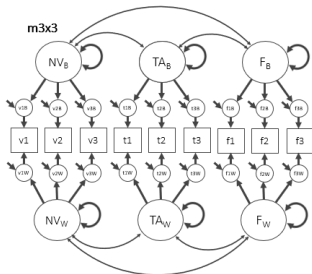 m3x3
NVB TAB FB
v1B v2B v3B t1B t2B t3B f1B f2B f3B
v1 v2 v3 t1 t2 t3 f1 f2 f3
v1W v2W v3W t1W t2W t3W f1W f2W f3W
NVW TAW FW